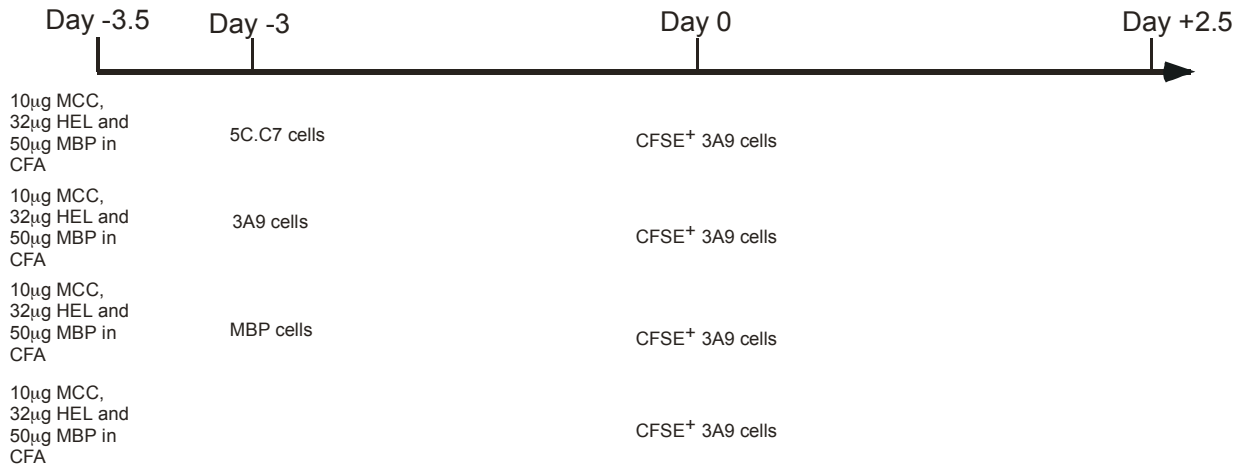 Day -3.5
Day -3
Day 0
Day +2.5
10µg MCC,
32µg HEL and
50µg MBP in
CFA
5C.C7 cells
CFSE+ 3A9 cells
10µg MCC,
32µg HEL and
50µg MBP in
CFA
3A9 cells
CFSE+ 3A9 cells
10µg MCC,
32µg HEL and
50µg MBP in
CFA
MBP cells
CFSE+ 3A9 cells
10µg MCC,
32µg HEL and
50µg MBP in
CFA
CFSE+ 3A9 cells